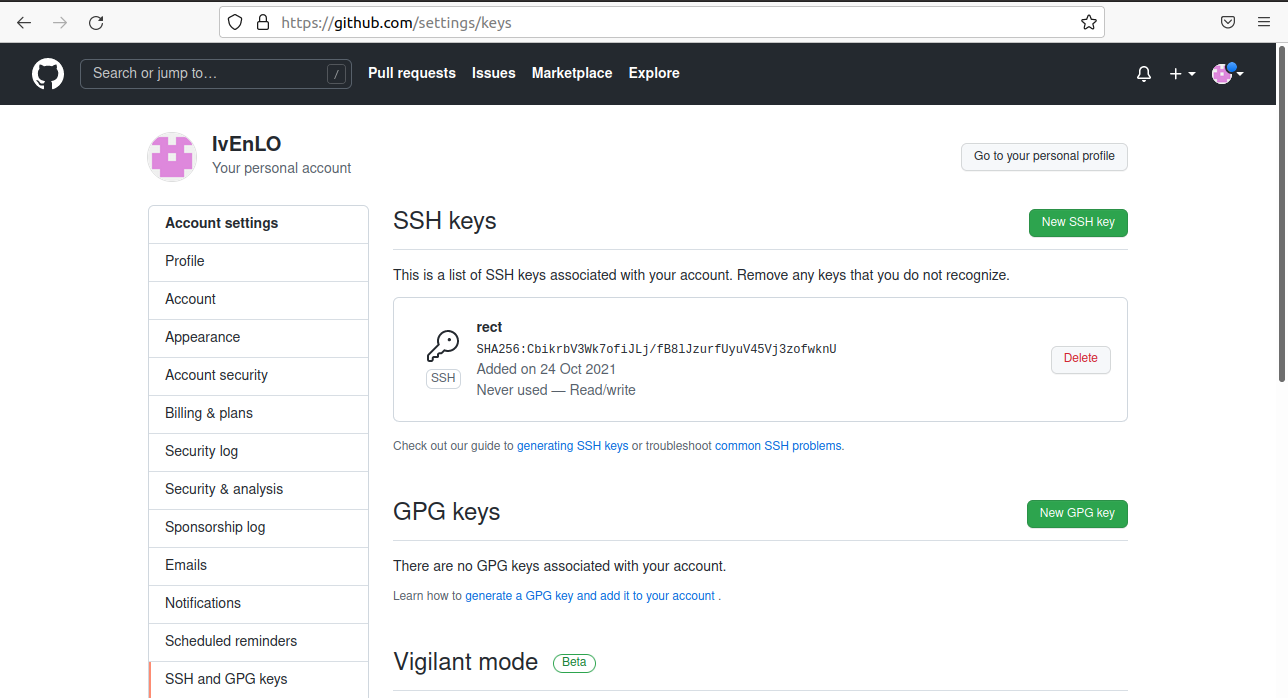 https://github.com/settings/keys
Search or jump to… /
Pull requests Issues Marketplace Explore
IvEnLO
Your personal account
Go to your personal profile
Account settings
Profile
Account
Appearance
Account security
Billing & plans
Security log
Security & analysis
Sponsorship log
Emails
Notifications
Scheduled reminders
SSH and GPG keys
SSH keys
New SSH key
This is a list of SSH keys associated with your account. Remove any keys that you do not recognize.
rect
SHA256:CbikrbV3Wk7ofiJLj/fB8lJzurfUyuV45Vj3zofwknU
Added on 24 Oct 2021
Never used — Read/write
SSH
Delete
Check out our guide to generating SSH keys or troubleshoot common SSH problems.
GPG keys
New GPG key
There are no GPG keys associated with your account.
Learn how to generate a GPG key and add it to your account .
Vigilant mode Beta